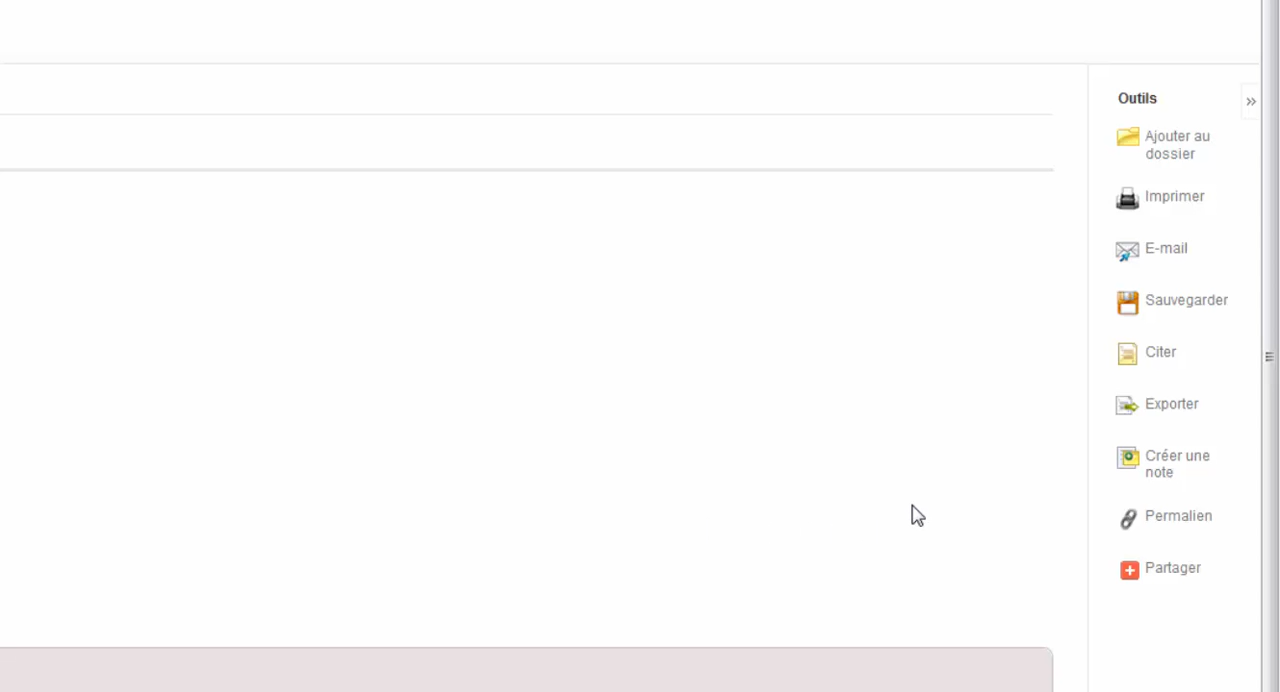 Outils
»
Ajouter au
dossier
Imprimer
E-mail
Sauvegarder
Citer
Exporter
Créer une
note
Permalien
Partager